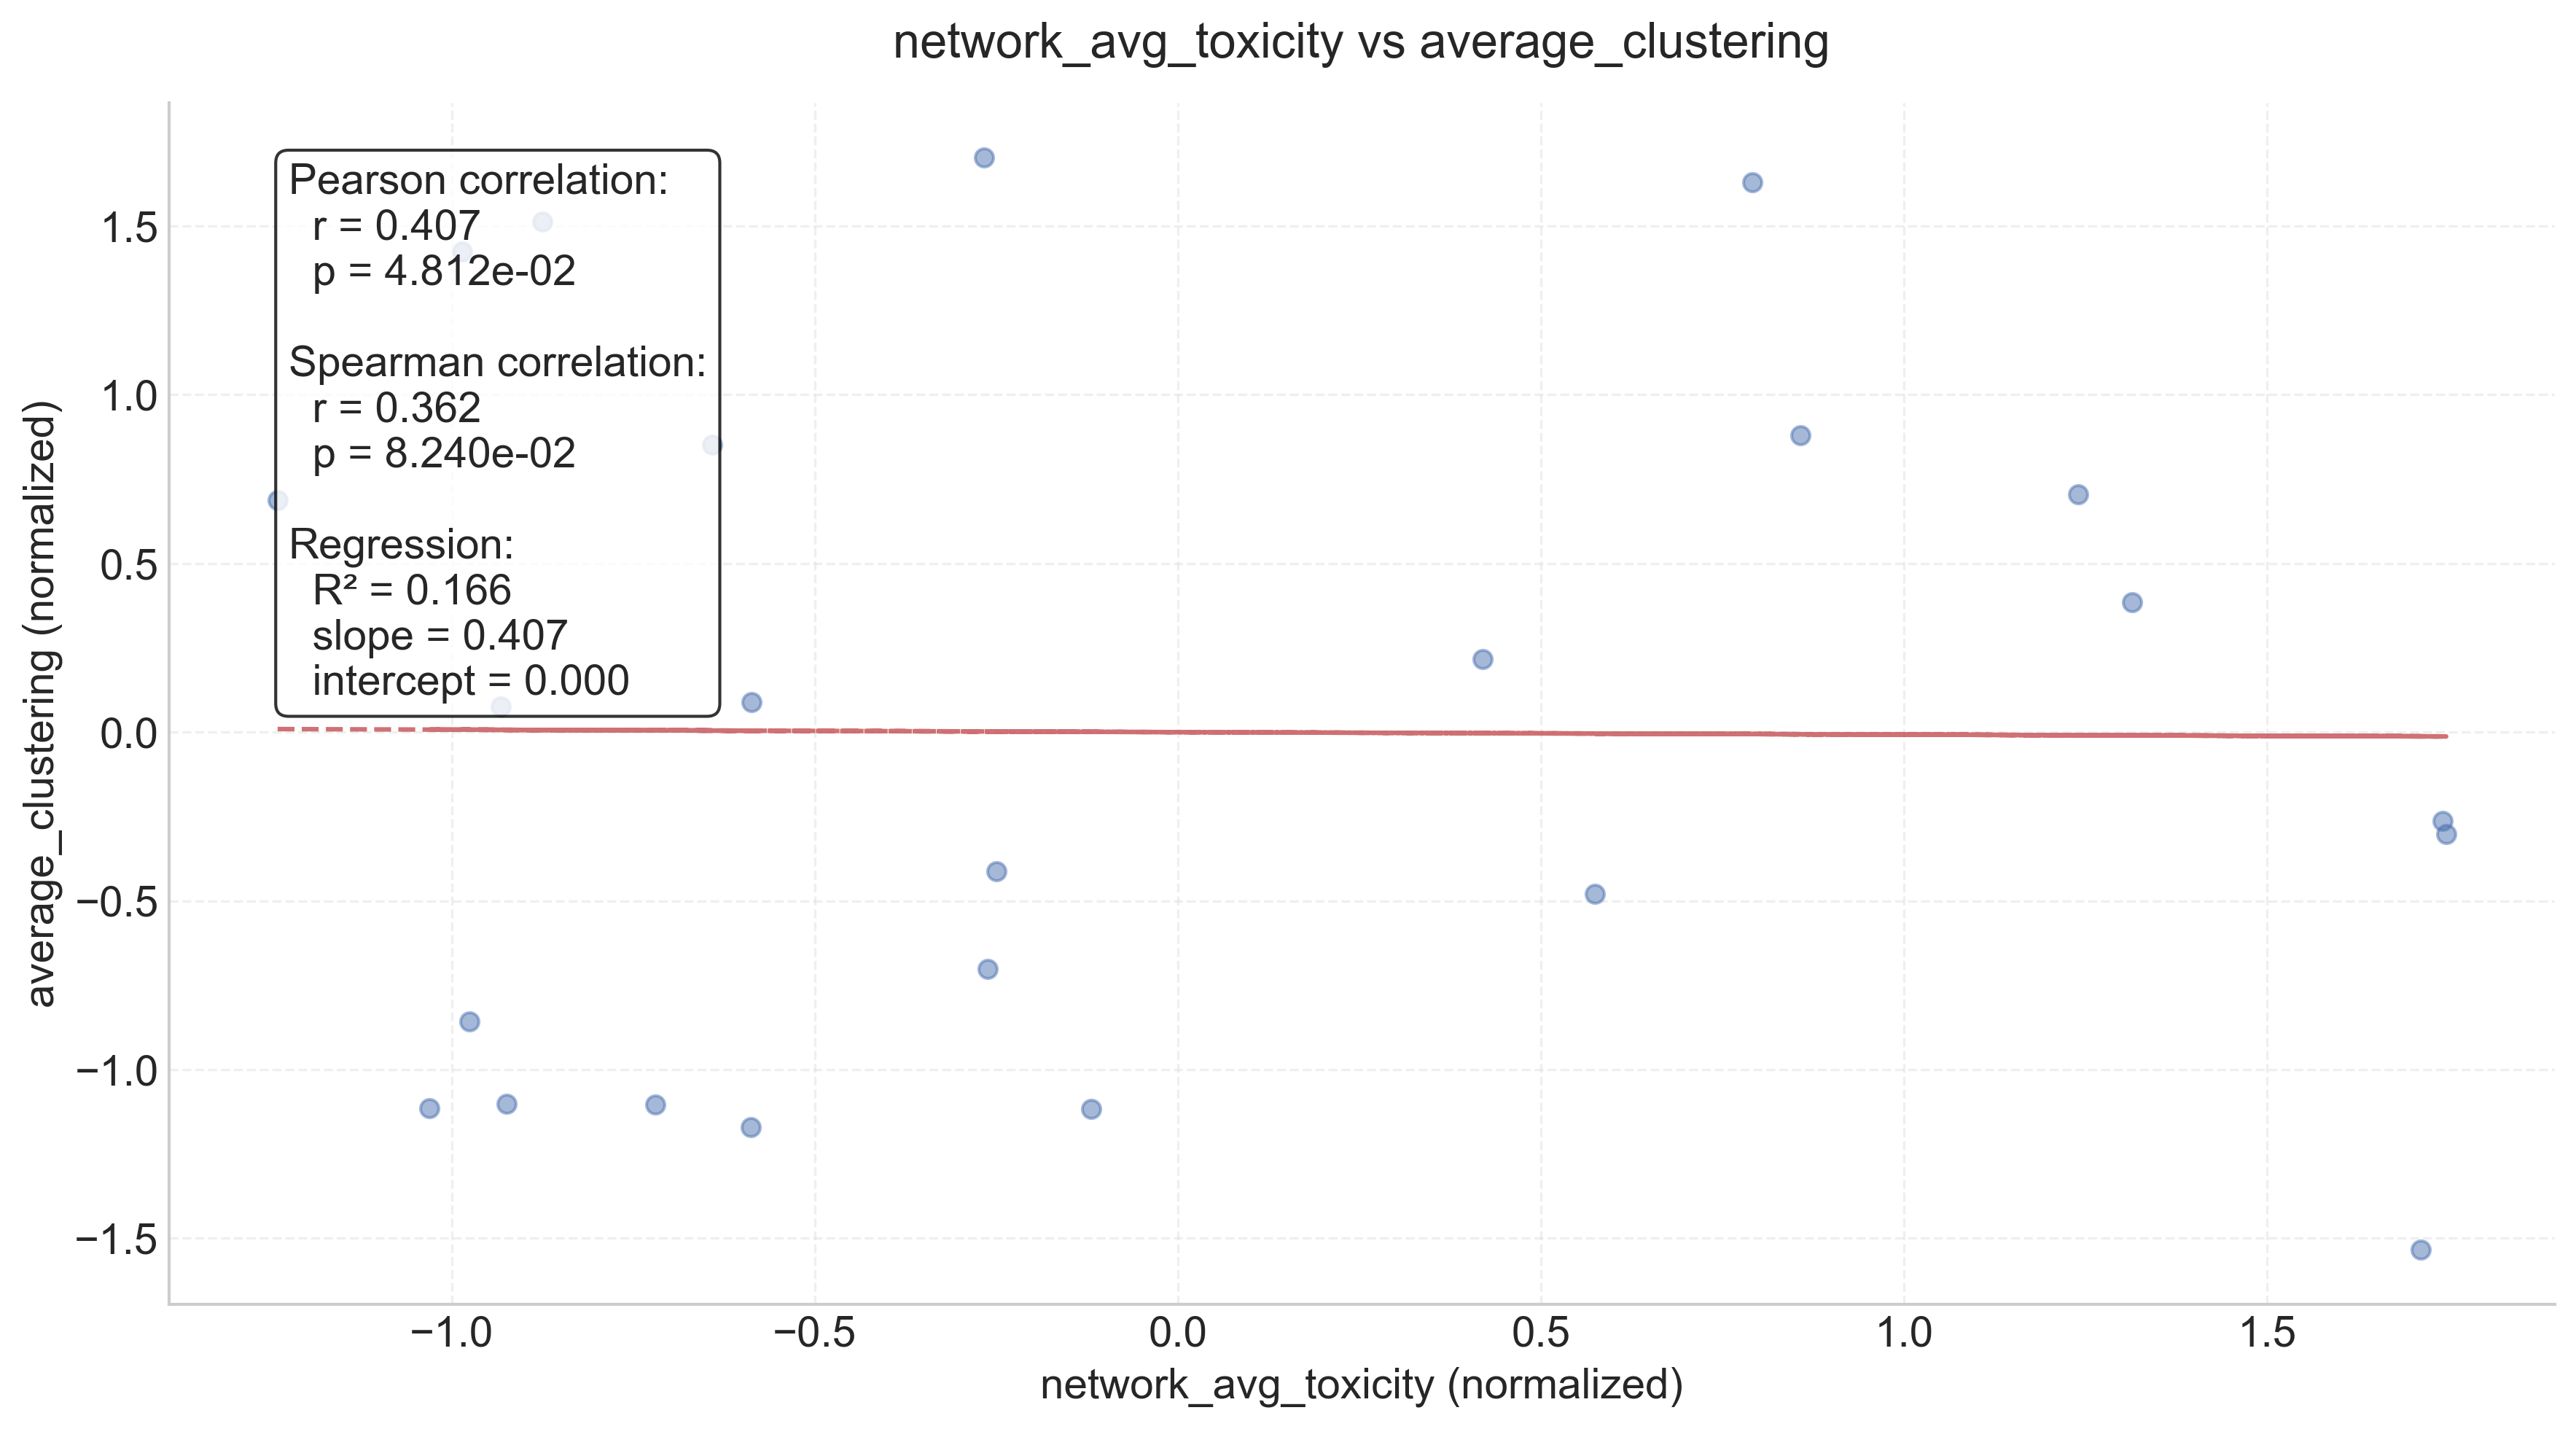 network_avg_toxicity vs average_clustering
Pearson correlation:
r = 0.407
p = 4.812e-02
Spearman correlation:
r = 0.362
p = 8.240e-02
Regression:
R² = 0.166
slope = 0.407
intercept = 0.000
average_clustering (normalized)
1.5
1.0
0.5
0.0
−0.5
−1.0
−1.5
−1.0
−0.5
0.0
0.5
1.0
1.5
network_avg_toxicity (normalized)